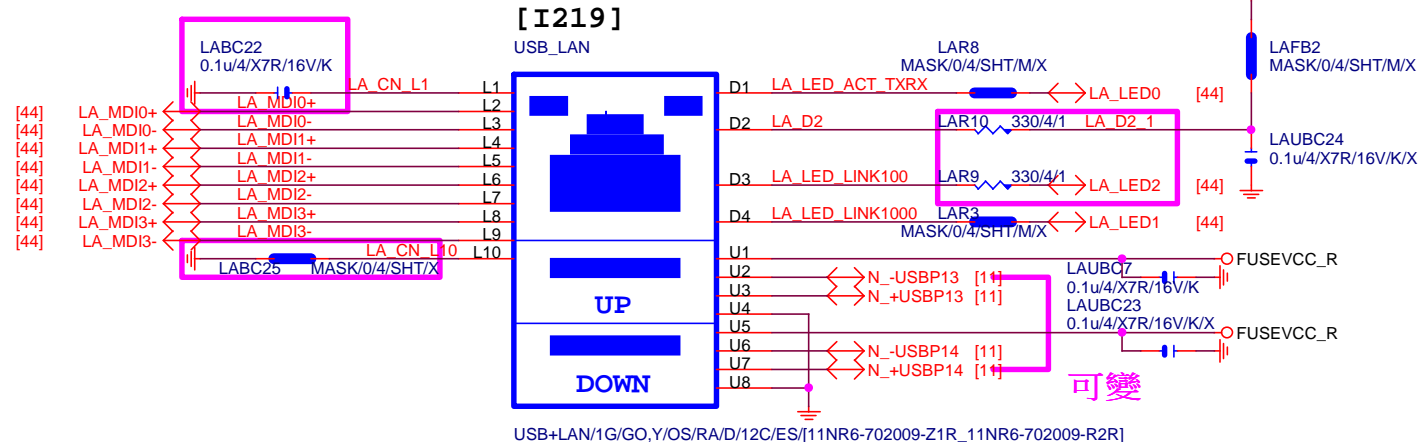 [I219]
USB_LAN
LABC22
0.1u/4/X7R/16V/K
LA_CN_L1
L1
[44] LA_MDI0+ LA_MDI0+ L2
[44] LA_MDI0- LA_MDI0- L3
[44] LA_MDI1+ LA_MDI1+ L4
[44] LA_MDI1- LA_MDI1- L5
[44] LA_MDI2+ LA_MDI2+ L6
[44] LA_MDI2- LA_MDI2- L7
[44] LA_MDI3+ LA_MDI3+ L8
[44] LA_MDI3- LA_MDI3- L9
LA_CN_L10 L10
LABC25 MASK/0/4/SHT/X
UP
DOWN
LAR8
MASK/0/4/SHT/M/X
D1 LA_LED_ACT_TXRX LA_LED0 [44]
D2 LA_D2 LAR10 330/4/1 LA_D2_1
D3 LA_LED_LINK100 LAR9 330/4/1 LA_LED2 [44]
D4 LA_LED_LINK1000 LAR3 LA_LED1 [44]
MASK/0/4/SHT/M/X
LAFB2
MASK/0/4/SHT/M/X
LAUBC24
0.1u/4/X7R/16V/K/X
U1 FUSEVCC_R
U2 N_-USBP13 [11]
U3 N_+USBP13 [11]
U4
U5 FUSEVCC_R
U6 N_-USBP14 [11]
U7 N_+USBP14 [11]
U8
LAUBC7
0.1u/4/X7R/16V/K
LAUBC23
0.1u/4/X7R/16V/K/X
可變
USB+LAN/1G/GO,Y/OS/RA/D/12C/ES/[11NR6-702009-Z1R_11NR6-702009-R2R]